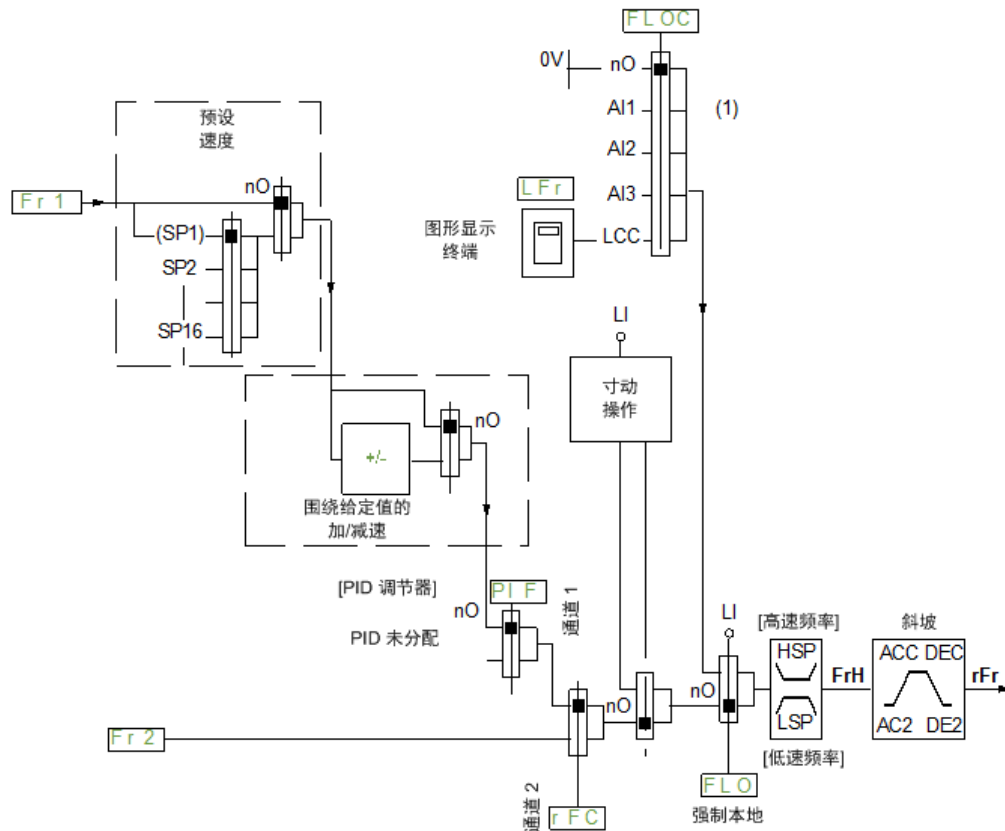 FLOC
0V
nO
AI1
(1)
AI2
AI3
LFr
LCC
图形显示
终端
预设
速度
nO
Fr1
(SP1)
SP2
SP16
LI
寸动
操作
nO
+/−
围绕给定值的
加/减速
[PID 调节器]
PIF
通道 1
nO
PID 未分配
LI
[高速频率]
斜坡
HSP
ACC DEC
FrH
rFr
nO
nO
LSP
AC2 DE2
Fr2
[低速频率]
FLO
强制本地
通道 2
rFC